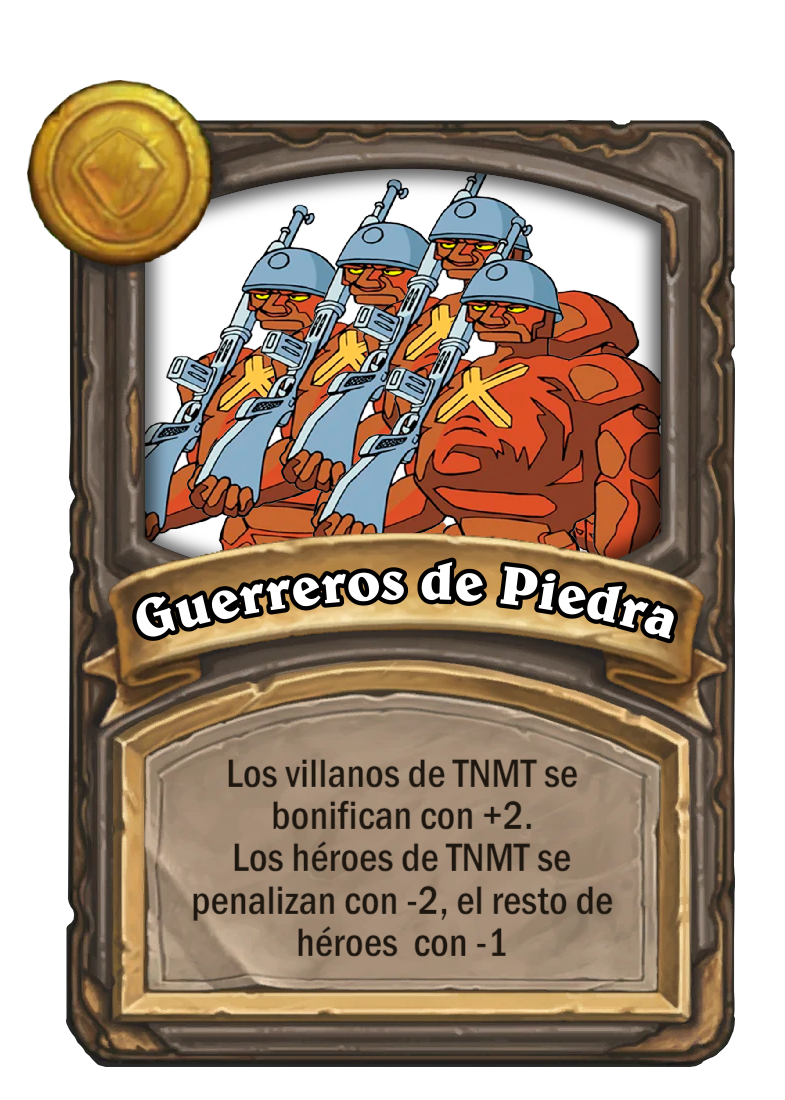 Guerreros de Piedra
Los villanos de TNMT se
bonifican con +2.
Los héroes de TNMT se
penalizan con -2, el resto de
héroes  con -1